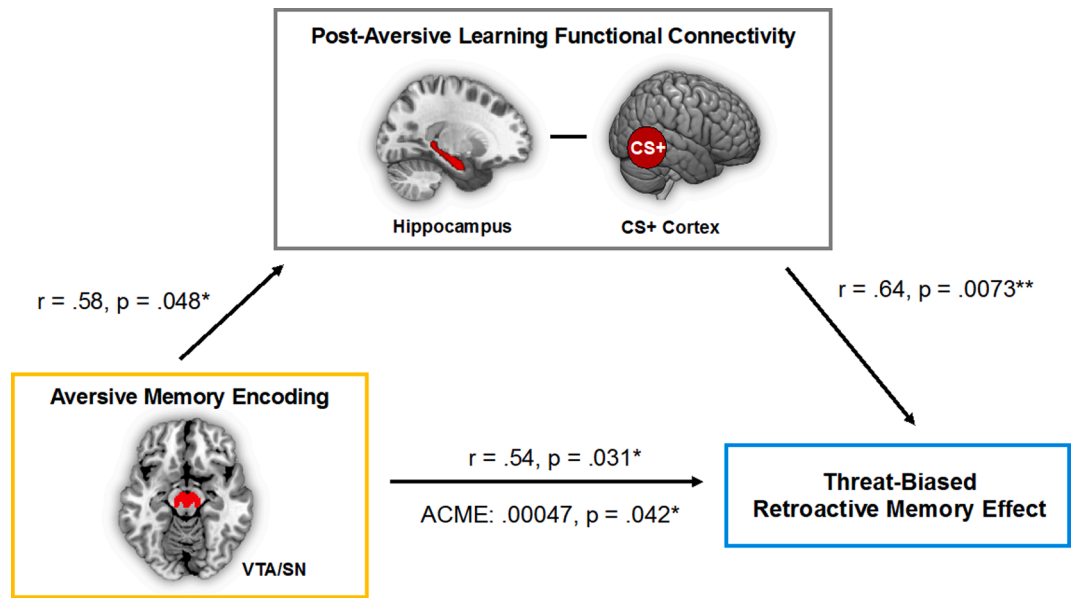 Post-Aversive Learning Functional Connectivity
CS+
Hippocampus
CS+ Cortex
r = .58, p = .048*
r = .64, p = .0073**
Aversive Memory Encoding
VTA/SN
r = .54, p = .031*
ACME: .00047, p = .042*
Threat-Biased
Retroactive Memory Effect